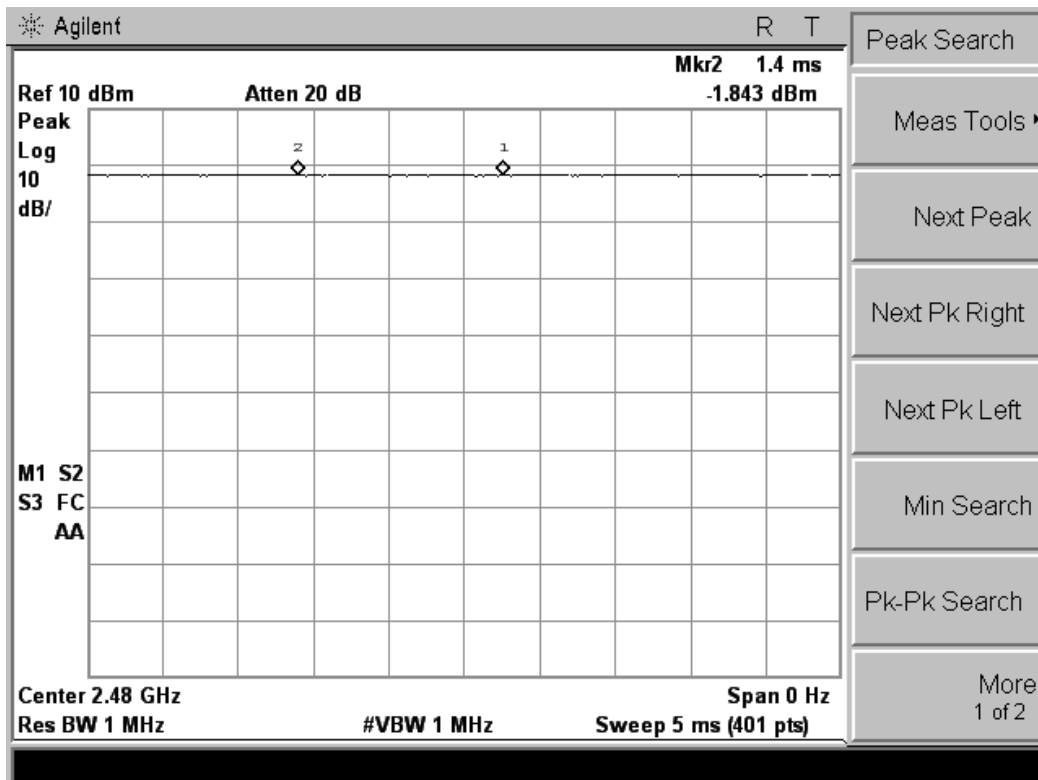 Agilent R T
Peak Search
Mkr2 1.4 ms
Ref 10 dBm Atten 20 dB -1.843 dBm
Peak
Log
10
dB/
2 1
M1 S2
S3 FC
AA
Center 2.48 GHz Span 0 Hz
Res BW 1 MHz #VBW 1 MHz Sweep 5 ms (401 pts)
Meas Tools
Next Peak
Next Pk Right
Next Pk Left
Min Search
Pk-Pk Search
More
1 of 2